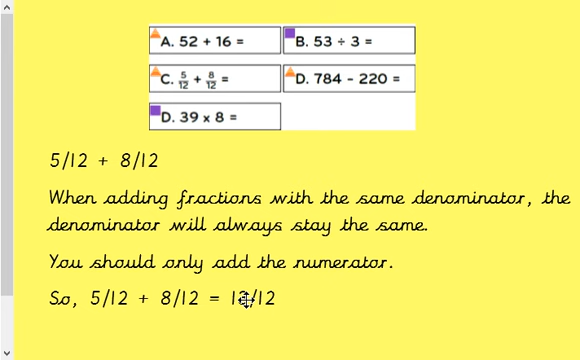 A. 52 + 16 =
B. 53 ÷ 3 =
C. 5/12 + 8/12 =
D. 784 - 220 =
D. 39 x 8 =
5/12 + 8/12
When adding fractions with the same denominator, the
denominator will always stay the same.
You should only add the numerator.
So, 5/12 + 8/12 = 13/12